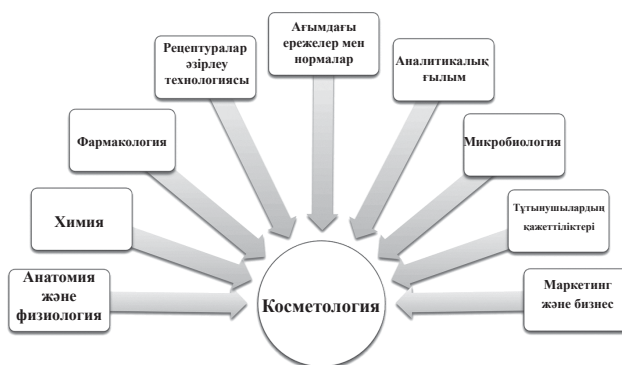 Анатомия
және
физиология
Химия
Фармакология
Рецептуралар
әзірлеу
технологиясы
Ағымдағы
ережелер мен
нормалар
Аналитикалық
ғылым
Микробиология
Тұтынушылардың
қажеттіліктері
Маркетинг
және бизнес
Косметология